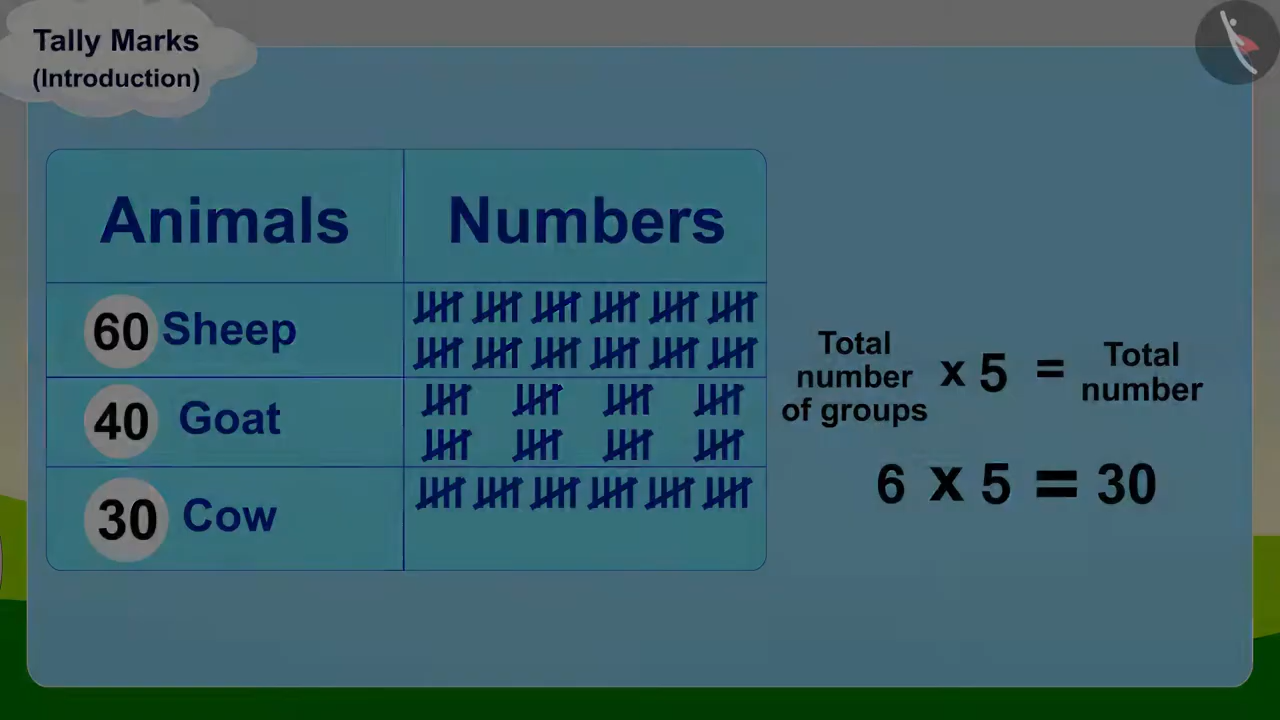 Tally Marks
(Introduction)
Animals Numbers
60 Sheep
40 Goat
30 Cow
Total
number
of groups
x 5 =
Total
number
6 x 5 = 30